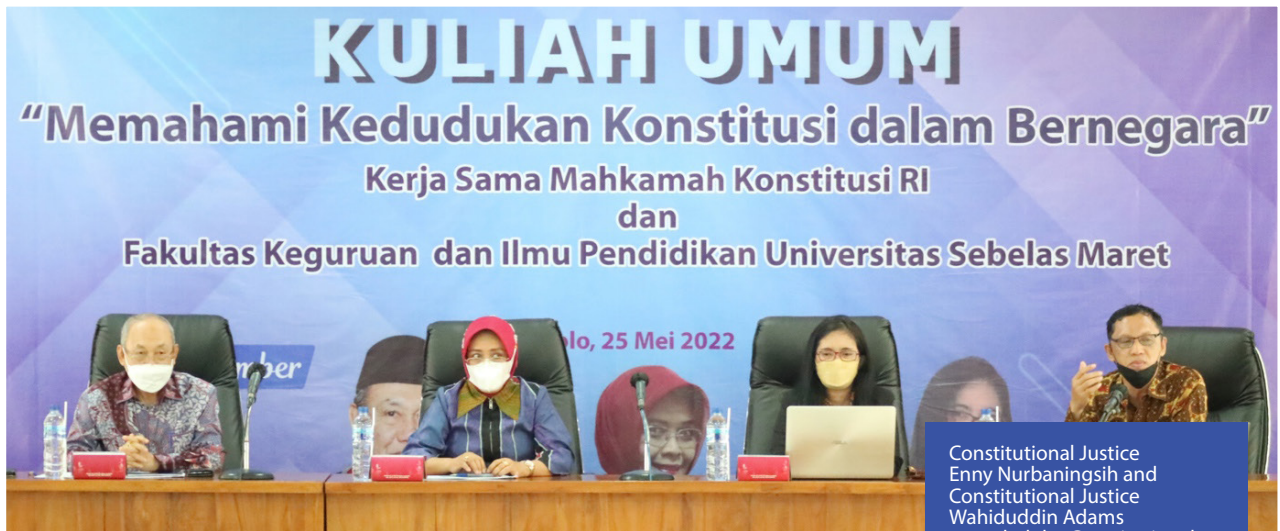 KULIAH UMUM
“Memahami Kedudukan Konstitusi dalam Bernegara”
Kerja Sama Mahkamah Konstitusi RI
dan
Fakultas Keguruan dan Ilmu Pendidikan Universitas Sebelas Maret
25 Mei 2022
Constitutional Justice
Enny Nurbaningsih and
Constitutional Justice
Wahiduddin Adams